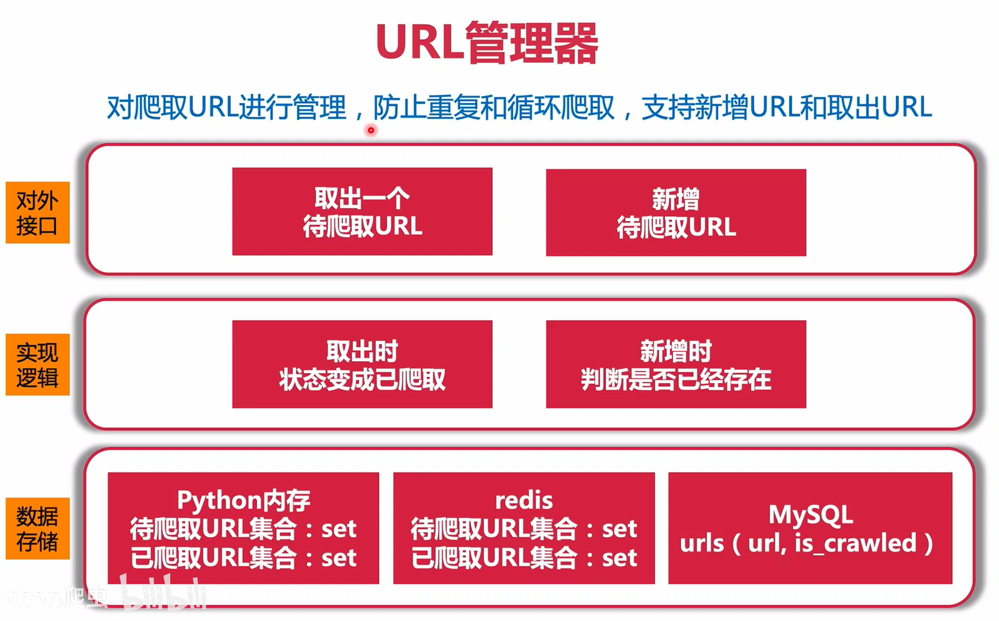 URL管理器
对爬取URL进行管理，防止重复和循环爬取，支持新增URL和取出URL
对外
接口
取出一个
待爬取URL
新增
待爬取URL
实现
逻辑
取出时
状态变成已爬取
新增时
判断是否已经存在
数据
存储
Python内存
待爬取URL集合：set
已爬取URL集合：set
redis
待爬取URL集合：set
已爬取URL集合：set
MySQL
urls（url, is_crawled）
ython爬虫 bilibili